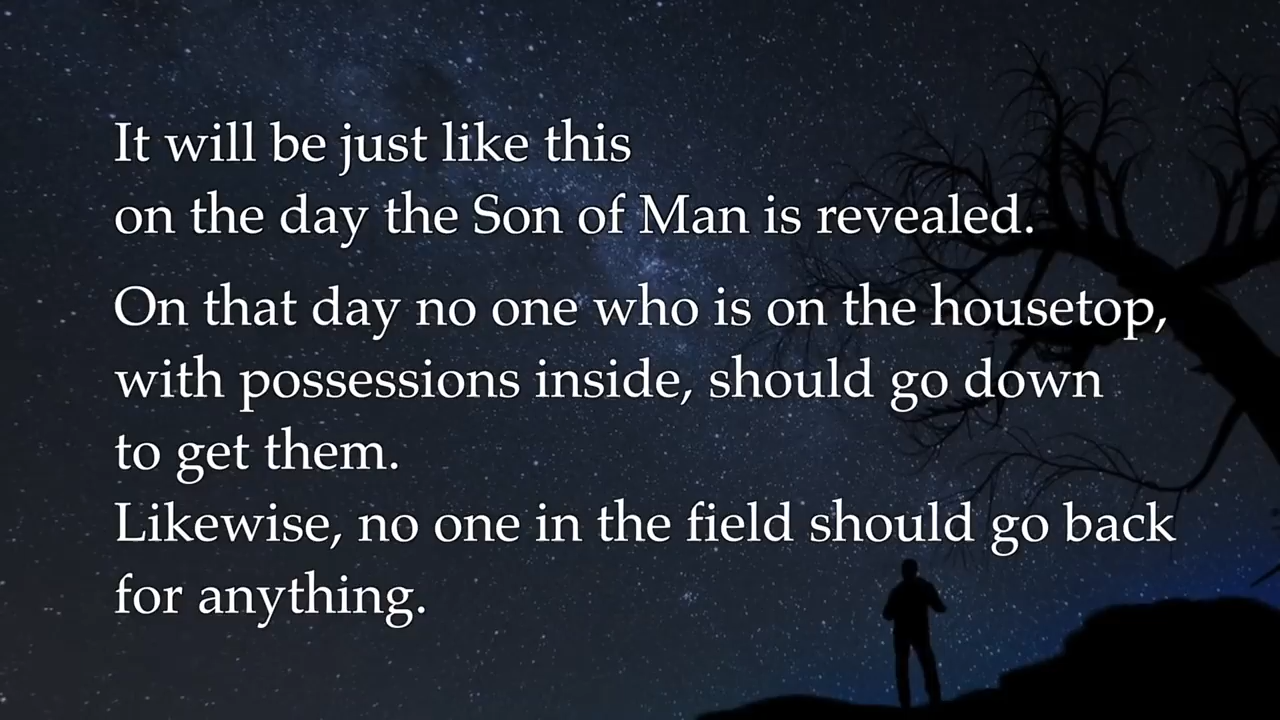 It will be just like this
on the day the Son of Man is revealed.
On that day no one who is on the housetop,
with possessions inside, should go down
to get them.
Likewise, no one in the field should go back
for anything.